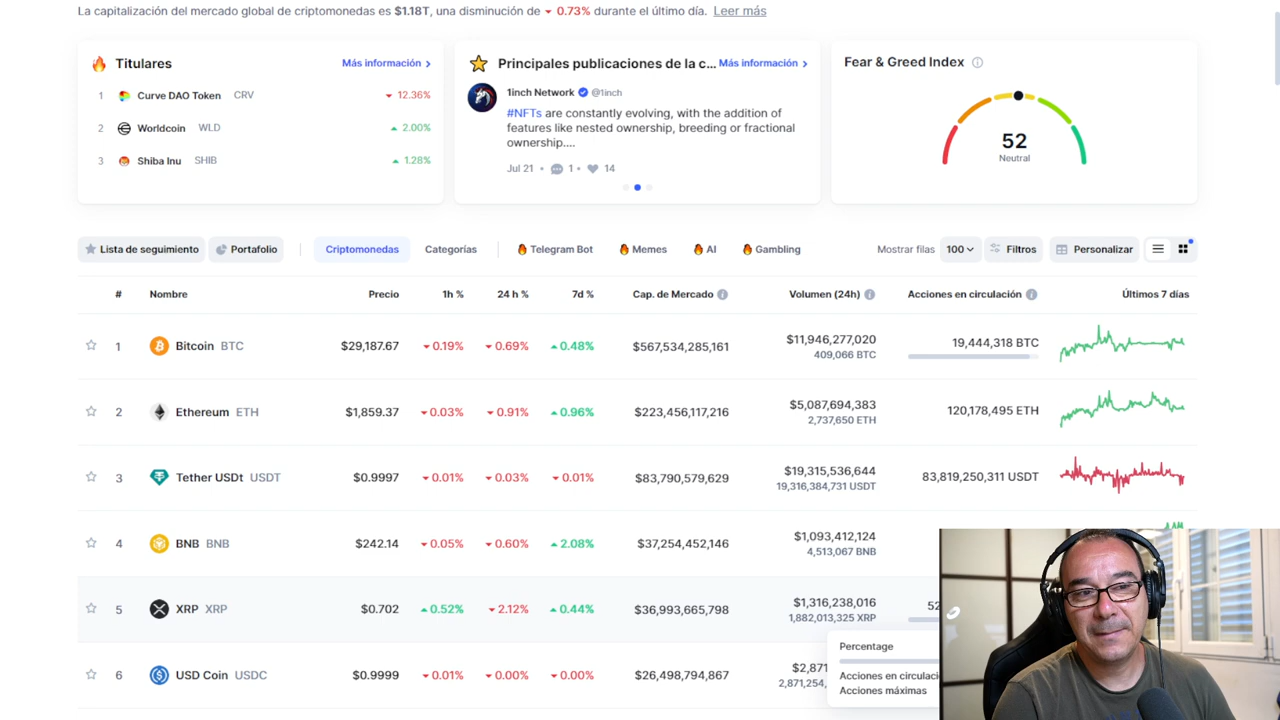 La capitalización del mercado global de criptomonedas es $1.18T, una disminución de 0.73% durante el último día. Leer más
Titulares
Más información
1 Curve DAO Token CRV 12.36%
2 Worldcoin WLD 2.00%
3 Shiba Inu SHIB 1.28%
Principales publicaciones de la c... Más información
1inch Network @1inch
#NFTs are constantly evolving, with the addition of
features like nested ownership, breeding or fractional
ownership....
Jul 21 • 1 • 14
Fear & Greed Index
52
Neutral
Lista de seguimiento Portafolio Criptomonedas Categorías Telegram Bot Memes AI Gambling Mostrar filas 100 Filtros Personalizar
# Nombre Precio 1h % 24 h % 7d % Cap. de Mercado Volumen (24h) Acciones en circulación Últimos 7 días
1 Bitcoin BTC $29,187.67 0.19% 0.69% 0.48% $567,534,285,161 $11,946,277,020 19,444,318 BTC
409,066 BTC
2 Ethereum ETH $1,859.37 0.03% 0.91% 0.96% $223,456,117,216 $5,087,694,383 120,178,495 ETH
2,737,650 ETH
3 Tether USDt USDT $0.9997 0.01% 0.03% 0.01% $83,790,579,629 $19,315,536,644 83,819,250,311 USDT
19,316,384,731 USDT
4 BNB BNB $242.14 0.05% 0.60% 2.08% $37,254,452,146 $1,093,412,124
4,513,067 BNB
5 XRP XRP $0.702 0.52% 2.12% 0.44% $36,993,665,798 $1,316,238,016 52
1,882,013,325 XRP
Percentage
6 USD Coin USDC $0.9999 0.01% 0.00% 0.00% $26,498,794,867 $2,871
2,871,254,
Acciones en circulaci
Acciones máximas